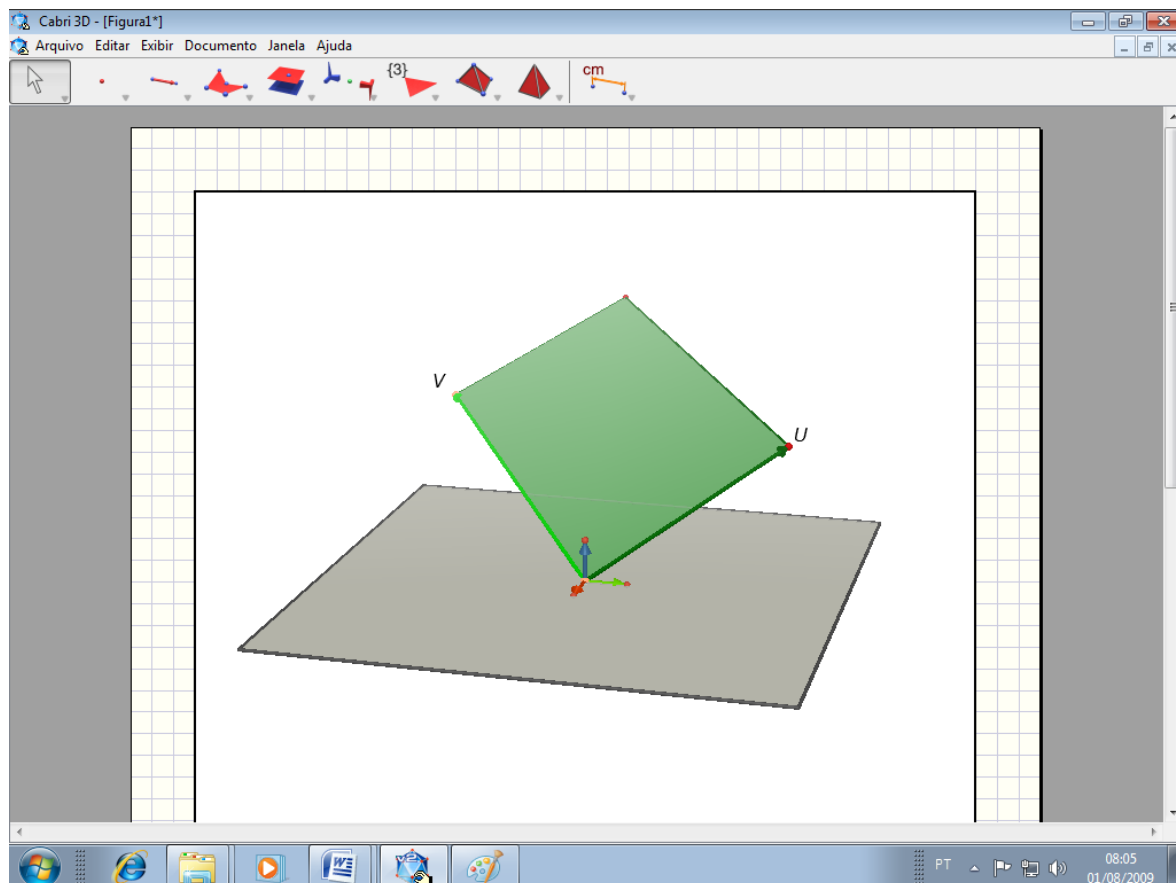 Cabri 3D - [Figura1*]
Arquivo Editar Exibir Documento Janela Ajuda
{3}
cm
V
U
PT
08:05
01/08/2009